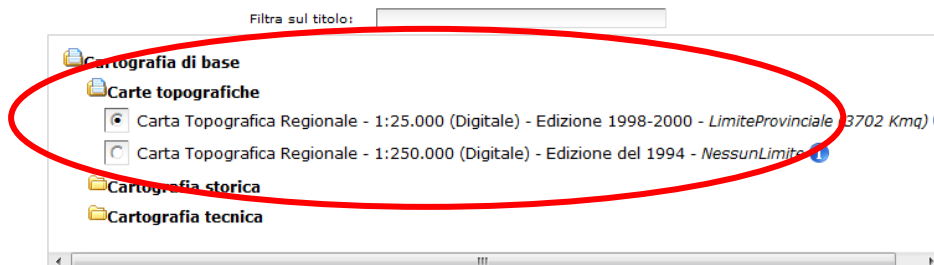 Filtra sul titolo:
Cartografia di base
Carte topografiche
Carta Topografica Regionale - 1:25.000 (Digitale) - Edizione 1998-2000 - LimiteProvinciale (3702 Kmq)
Carta Topografica Regionale - 1:250.000 (Digitale) - Edizione del 1994 - NessunLimite
Cartografia storica
Cartografia tecnica